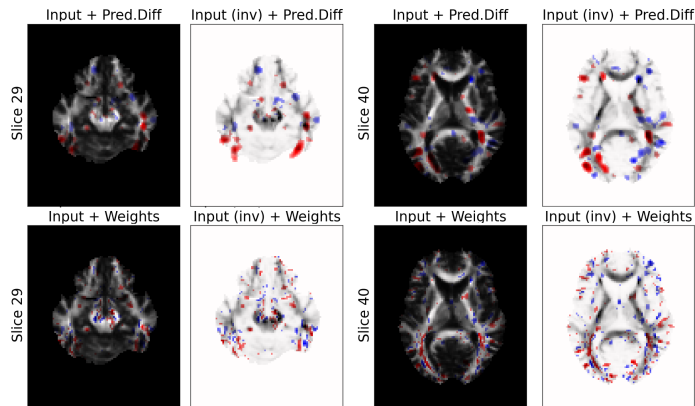 Input + Pred.Diff
Input (inv) + Pred.Diff
Input + Pred.Diff
Input (inv) + Pred.Diff
Slice 29
Slice 40
Input + Weights
Input (inv) + Weights
Input + Weights
Input (inv) + Weights
Slice 29
Slice 40